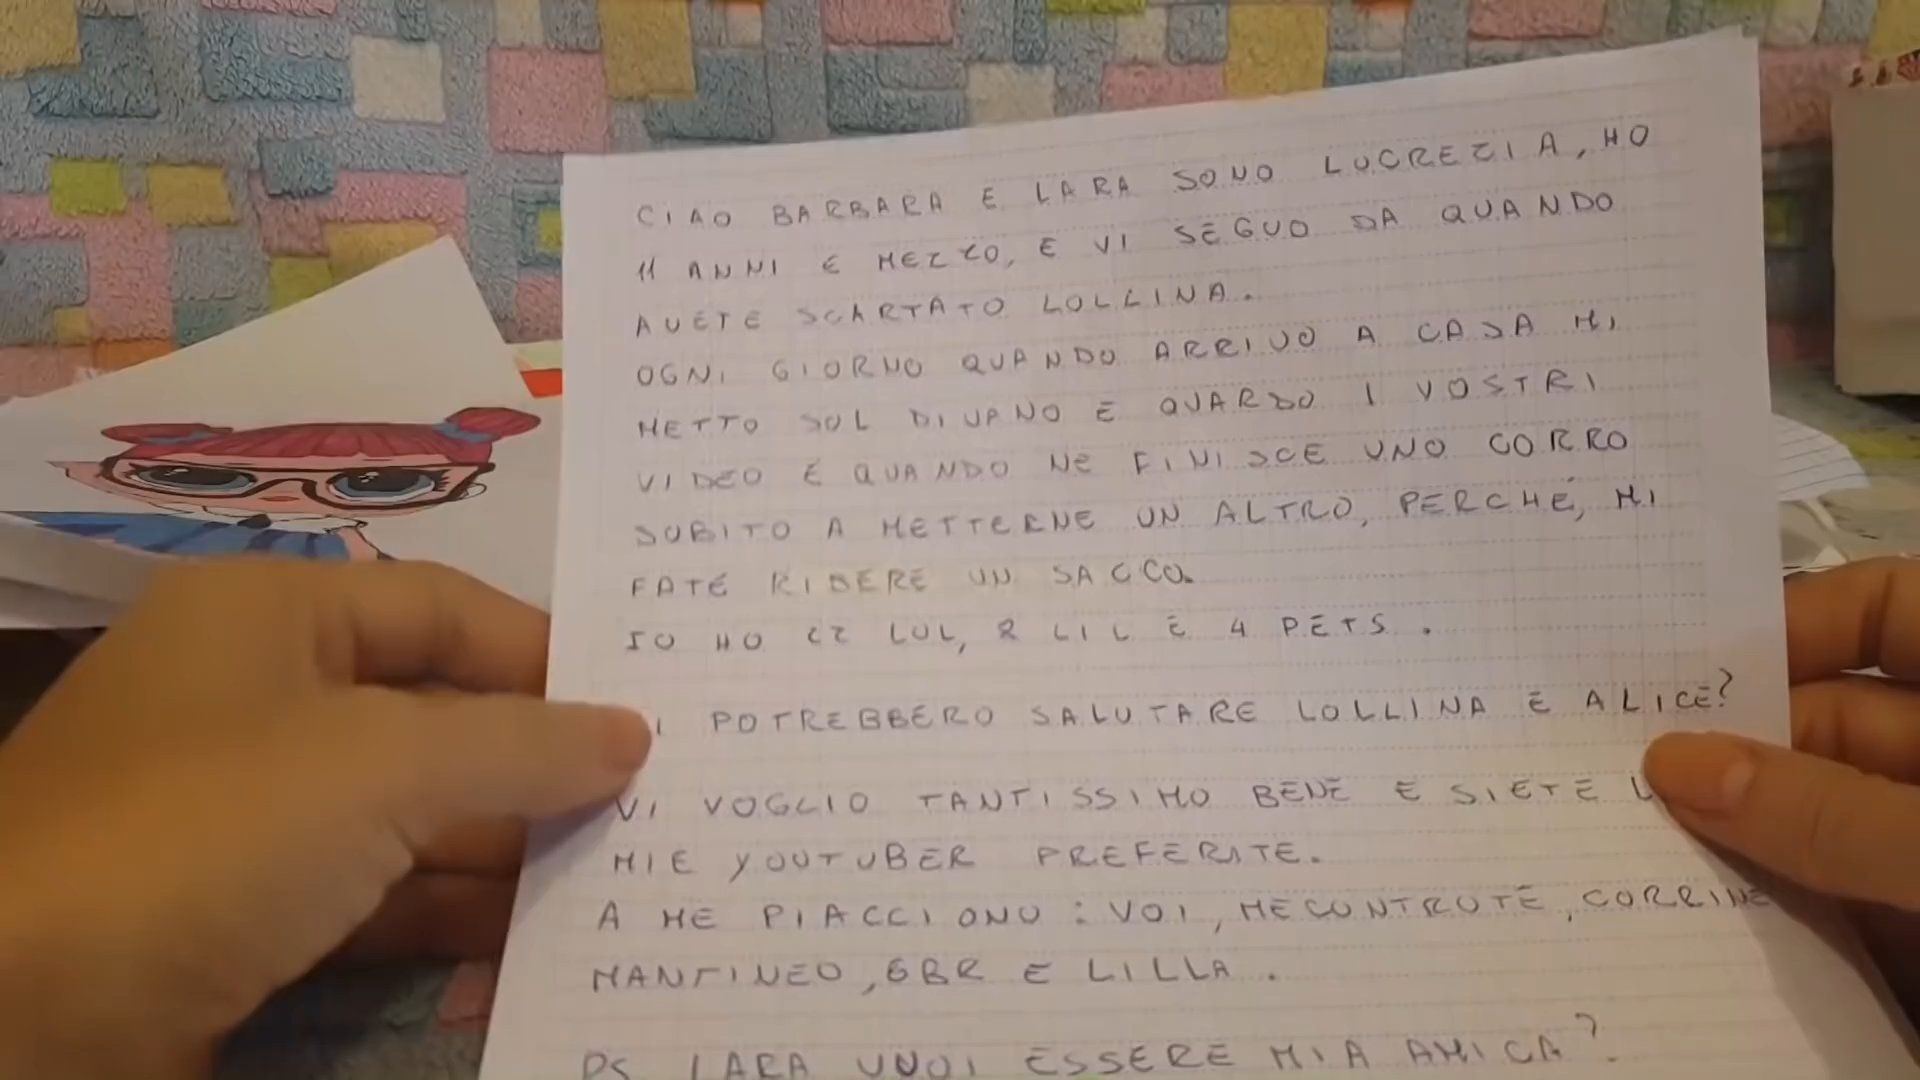 CIAO BARBARA E LARA SONO LUCREZIA, HO
11 ANNI E MEZZO, E VI SEGUO DA QUANDO
AVETE SCARTATO LOLLINA.
OGNI GIORNO QUANDO ARRIVO A CASA MI
METTO SUL DIVANO E GUARDO I VOSTRI
VIDEO E QUANDO NE FINISCE UNO CORRO
SUBITO A METTERNE UN ALTRO, PERCHÉ, MI
FATE RIDERE UN SACCO.
IO HO 22 LOL, 2 LIL E 4 PETS.
POTREBBERO SALUTARE LOLLINA E ALICE?
VI VOGLIO TANTISSIMO BENE E SIETE
MIE YOUTUBER PREFERITE.
A ME PIACCIONO: VOI, MECONTROTE, CORRINE
MANTINEO, GBR E LILLA.
PS LARA VUOI ESSERE MIA AMICA?